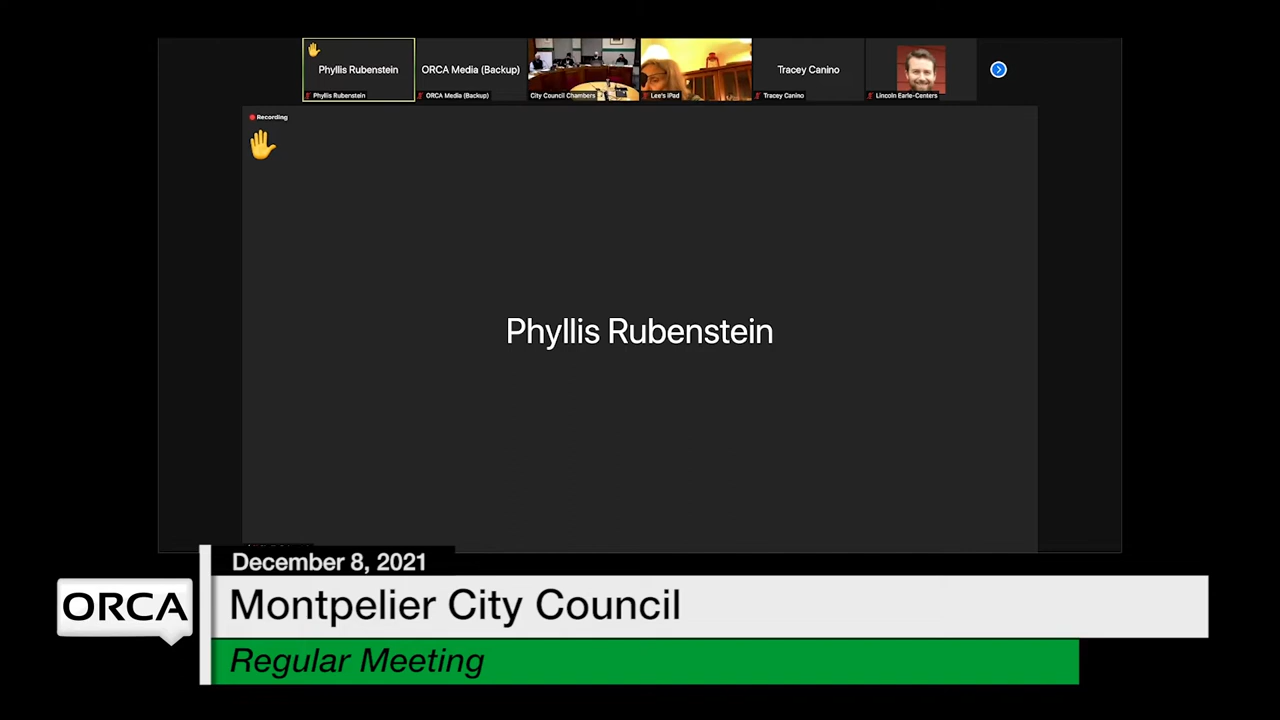 Phyllis Rubenstein
ORCA Media (Backup)
Tracey Canino
Phyllis Rubenstein
ORCA Media (Backup)
City Council Chambers
Lee's iPad
Tracey Canino
Lincoln Earle-Centers
Recording
Phyllis Rubenstein
December 8, 2021
ORCA
Montpelier City Council
Regular Meeting